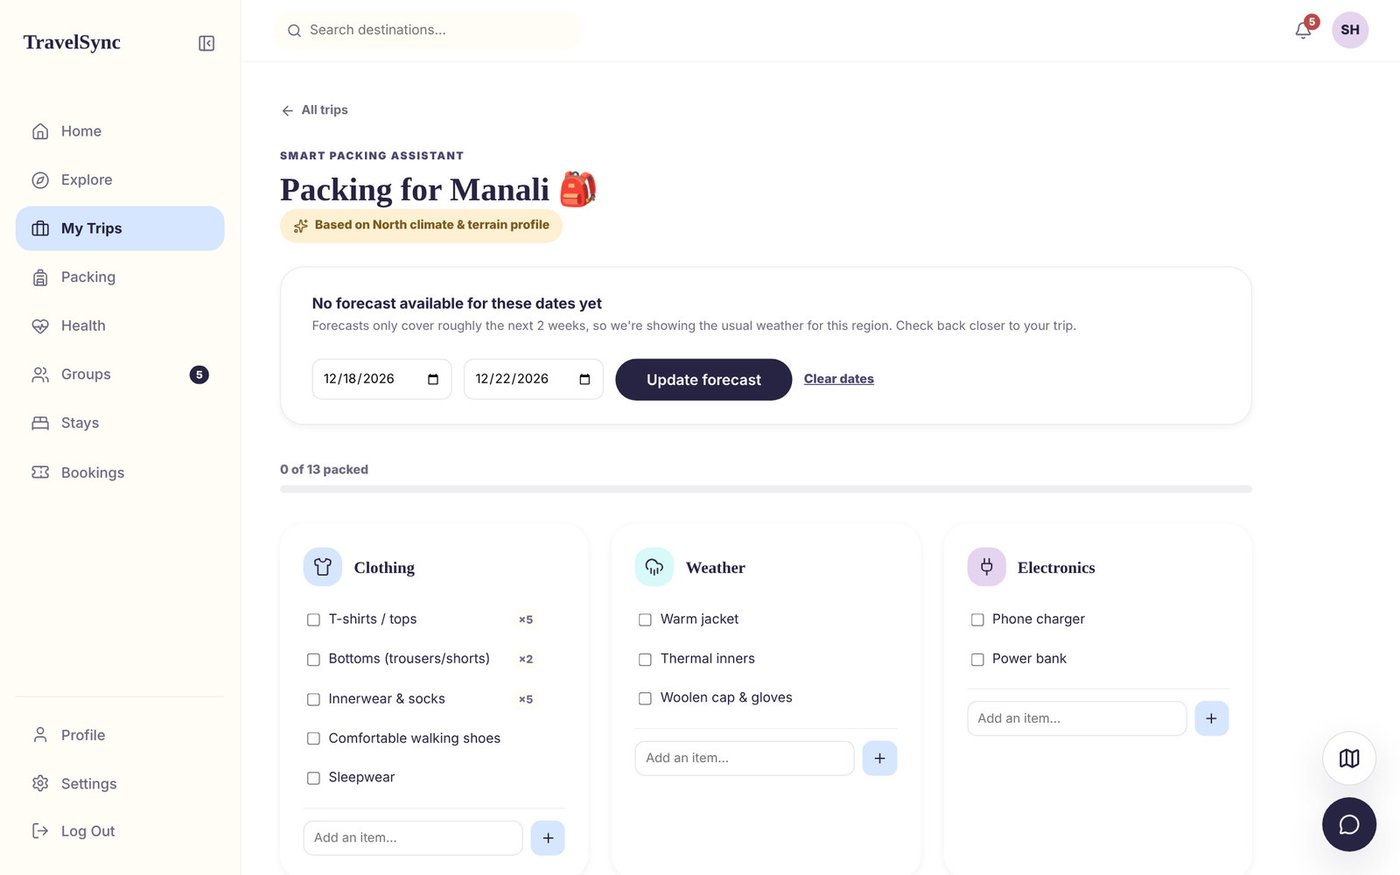 TravelSync
Search destinations...
5
SH
Home
Explore
My Trips
Packing
Health
Groups
5
Stays
Bookings
Profile
Settings
Log Out
All trips
SMART PACKING ASSISTANT
Packing for Manali 🎒
Based on North climate & terrain profile
No forecast available for these dates yet
Forecasts only cover roughly the next 2 weeks, so we're showing the usual weather for this region. Check back closer to your trip.
12/18/2026
12/22/2026
Update forecast
Clear dates
0 of 13 packed
Clothing
T-shirts / tops ×5
Bottoms (trousers/shorts) ×2
Innerwear & socks ×5
Comfortable walking shoes
Sleepwear
Add an item...
+
Weather
Warm jacket
Thermal inners
Woolen cap & gloves
Add an item...
+
Electronics
Phone charger
Power bank
Add an item...
+